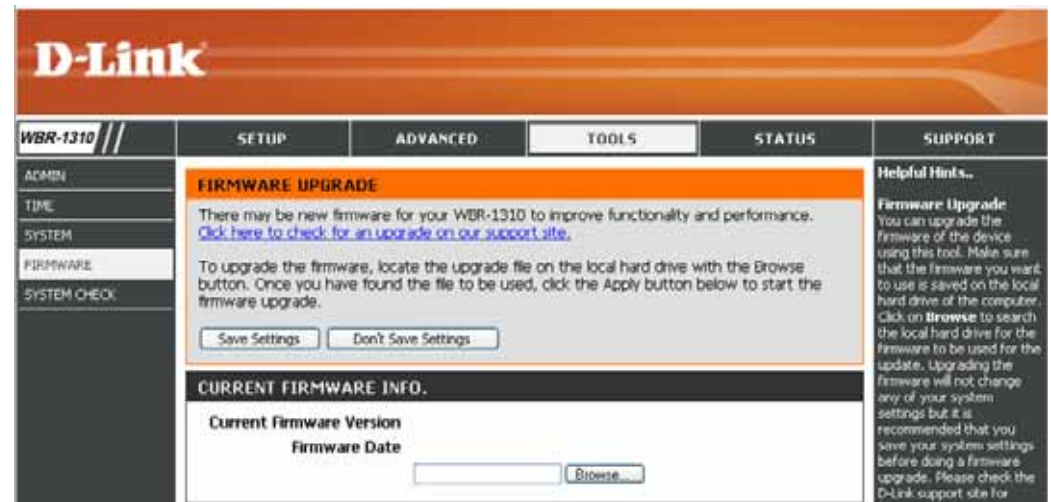 D-Link
WBR-1310
SETUP
ADVANCED
TOOLS
STATUS
SUPPORT
ADMIN
TIME
SYSTEM
FIRMWARE
SYSTEM CHECK
FIRMWARE UPGRADE
There may be new firmware for your WBR-1310 to improve functionality and performance.
Click here to check for an upgrade on our support site.
To upgrade the firmware, locate the upgrade file on the local hard drive with the Browse
button. Once you have found the file to be used, click the Apply button below to start the
firmware upgrade.
Save Settings
Don't Save Settings
CURRENT FIRMWARE INFO.
Current Firmware Version
Firmware Date
Browse...
Helpful Hints..
Firmware Upgrade
You can upgrade the
firmware of the device
using this tool. Make sure
that the firmware you want
to use is saved on the local
hard drive of the computer.
Click on Browse to search
the local hard drive for the
firmware to be used for the
update. Upgrading the
firmware will not change
any of your system
settings but it is
recommended that you
save your system settings
before doing a firmware
upgrade. Please check the
D-Link support site for